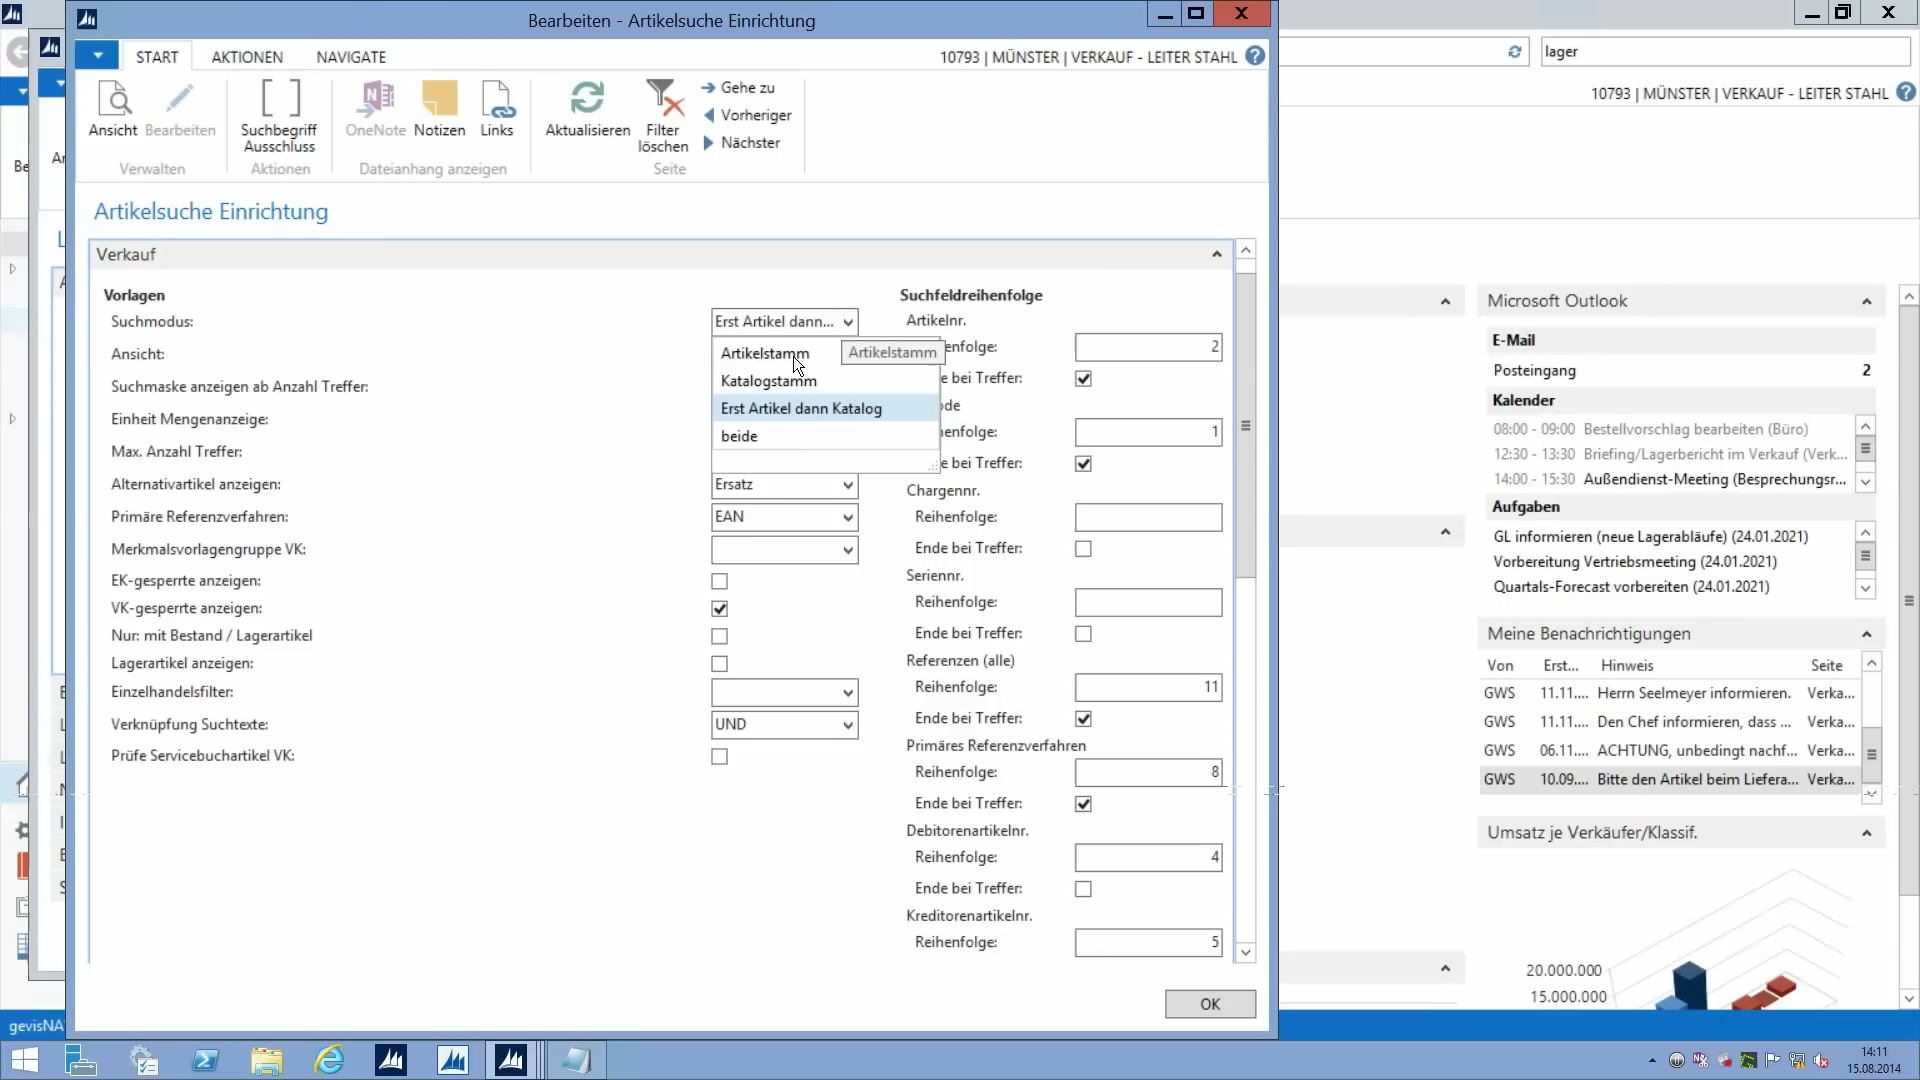 Bearbeiten - Artikelsuche Einrichtung
lager
START AKTIONEN NAVIGATE
10793 | MÜNSTER | VERKAUF - LEITER STAHL
10793 | MÜNSTER | VERKAUF - LEITER STAHL
Ansicht
Bearbeiten
Suchbegriff
Ausschluss
OneNote
Notizen
Links
Aktualisieren
Filter
löschen
Gehe zu
Vorheriger
Nächster
Verwalten
Aktionen
Dateianhang anzeigen
Seite
Artikelsuche Einrichtung
Verkauf
Vorlagen
Suchmodus: Erst Artikel dann...
Artikelstamm
Katalogstamm
Erst Artikel dann Katalog
beide
Artikelstamm
Ansicht:
Suchmaske anzeigen ab Anzahl Treffer:
Einheit Mengenanzeige:
Max. Anzahl Treffer:
Alternativartikel anzeigen: Ersatz
Primäre Referenzverfahren: EAN
Merkmalsvorlagengruppe VK:
EK-gesperrte anzeigen:
VK-gesperrte anzeigen:
Nur: mit Bestand / Lagerartikel
Lagerartikel anzeigen:
Einzelhandelsfilter:
Verknüpfung Suchtexte: UND
Prüfe Servicebuchartikel VK:
Suchfeldreihenfolge
Artikelnr.
enfolge: 2
e bei Treffer:
ode
enfolge: 1
e bei Treffer:
Chargennr.
Reihenfolge:
Ende bei Treffer:
Seriennr.
Reihenfolge:
Ende bei Treffer:
Referenzen (alle)
Reihenfolge: 11
Ende bei Treffer:
Primäres Referenzverfahren
Reihenfolge: 8
Ende bei Treffer:
Debitorenartikelnr.
Reihenfolge: 4
Ende bei Treffer:
Kreditorenartikelnr.
Reihenfolge: 5
OK
Microsoft Outlook
E-Mail
Posteingang 2
Kalender
08:00 - 09:00 Bestellvorschlag bearbeiten (Büro)
12:30 - 13:30 Briefing/Lagerbericht im Verkauf (Verk...
14:00 - 15:30 Außendienst-Meeting (Besprechungsr...
Aufgaben
GL informieren (neue Lagerabläufe) (24.01.2021)
Vorbereitung Vertriebsmeeting (24.01.2021)
Quartals-Forecast vorbereiten (24.01.2021)
Meine Benachrichtigungen
Von Erst... Hinweis Seite
GWS 11.11.... Herrn Seelmeyer informieren. Verka...
GWS 11.11.... Den Chef informieren, dass ... Verka...
GWS 06.11.... ACHTUNG, unbedingt nachf... Verka...
GWS 10.09.... Bitte den Artikel beim Liefera... Verka...
Umsatz je Verkäufer/Klassif.
20.000.000
15.000.000
gevisNA
14:11
15.08.2014